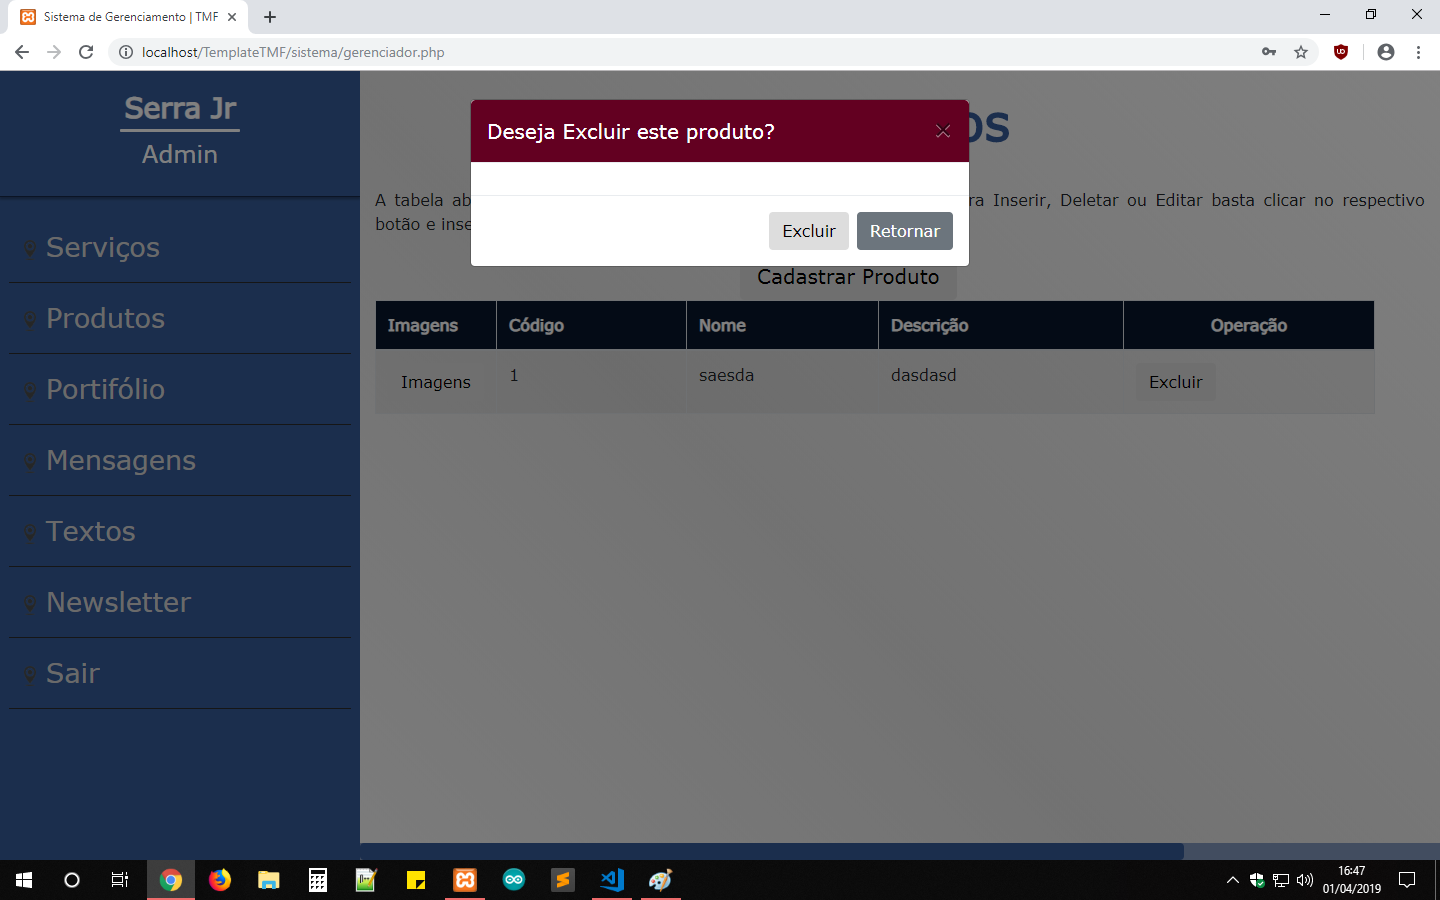 Sistema de Gerenciamento | TMF
localhost/TemplateTMF/sistema/gerenciador.php
Serra Jr
Admin
Serviços
Produtos
Portifólio
Mensagens
Textos
Newsletter
Sair
OS
Deseja Excluir este produto?
Excluir Retornar
A tabela ab ra Inserir, Deletar ou Editar basta clicar no respectivo
botão e inse
Cadastrar Produto
Imagens Código Nome Descrição Operação
Imagens 1 saesda dasdasd Excluir
16:47
01/04/2019